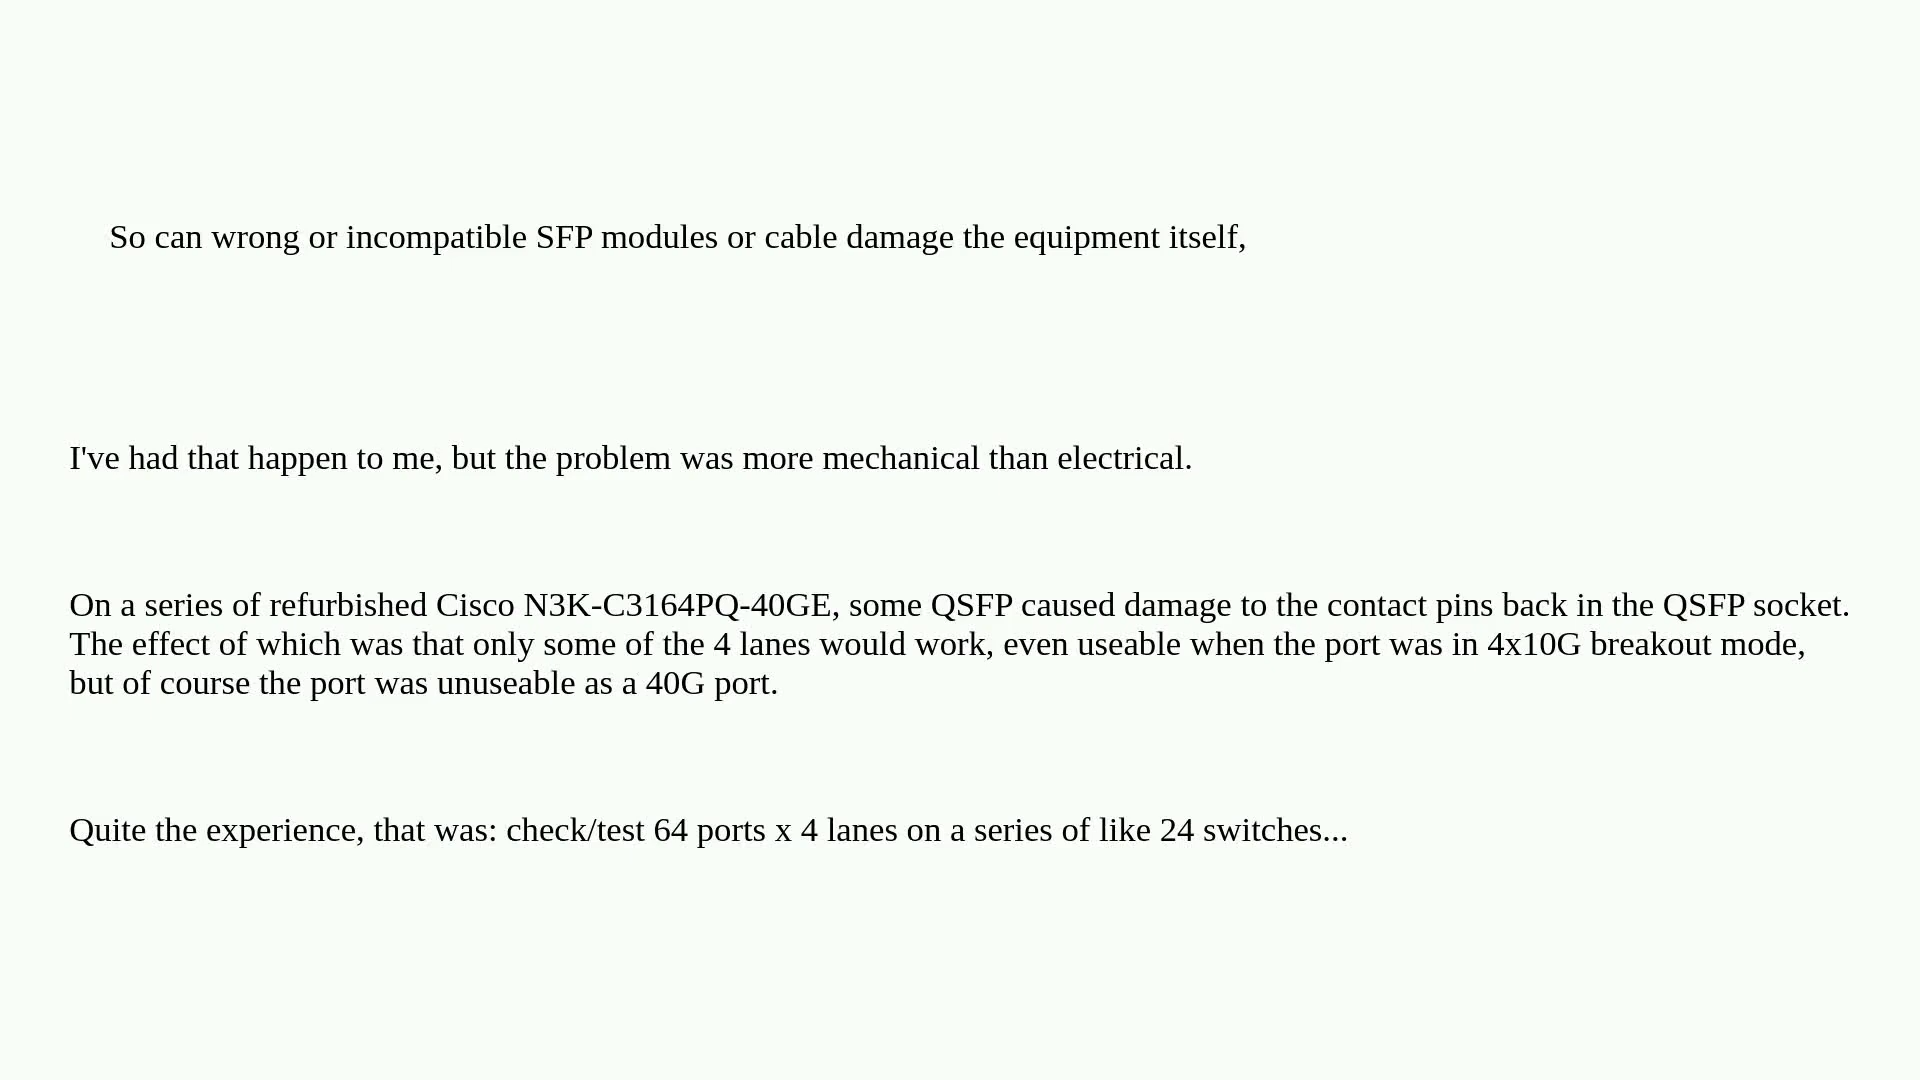 So can wrong or incompatible SFP modules or cable damage the equipment itself,
I've had that happen to me, but the problem was more mechanical than electrical.
On a series of refurbished Cisco N3K-C3164PQ-40GE, some QSFP caused damage to the contact pins back in the QSFP socket.
The effect of which was that only some of the 4 lanes would work, even useable when the port was in 4x10G breakout mode,
but of course the port was unuseable as a 40G port.
Quite the experience, that was: check/test 64 ports x 4 lanes on a series of like 24 switches...